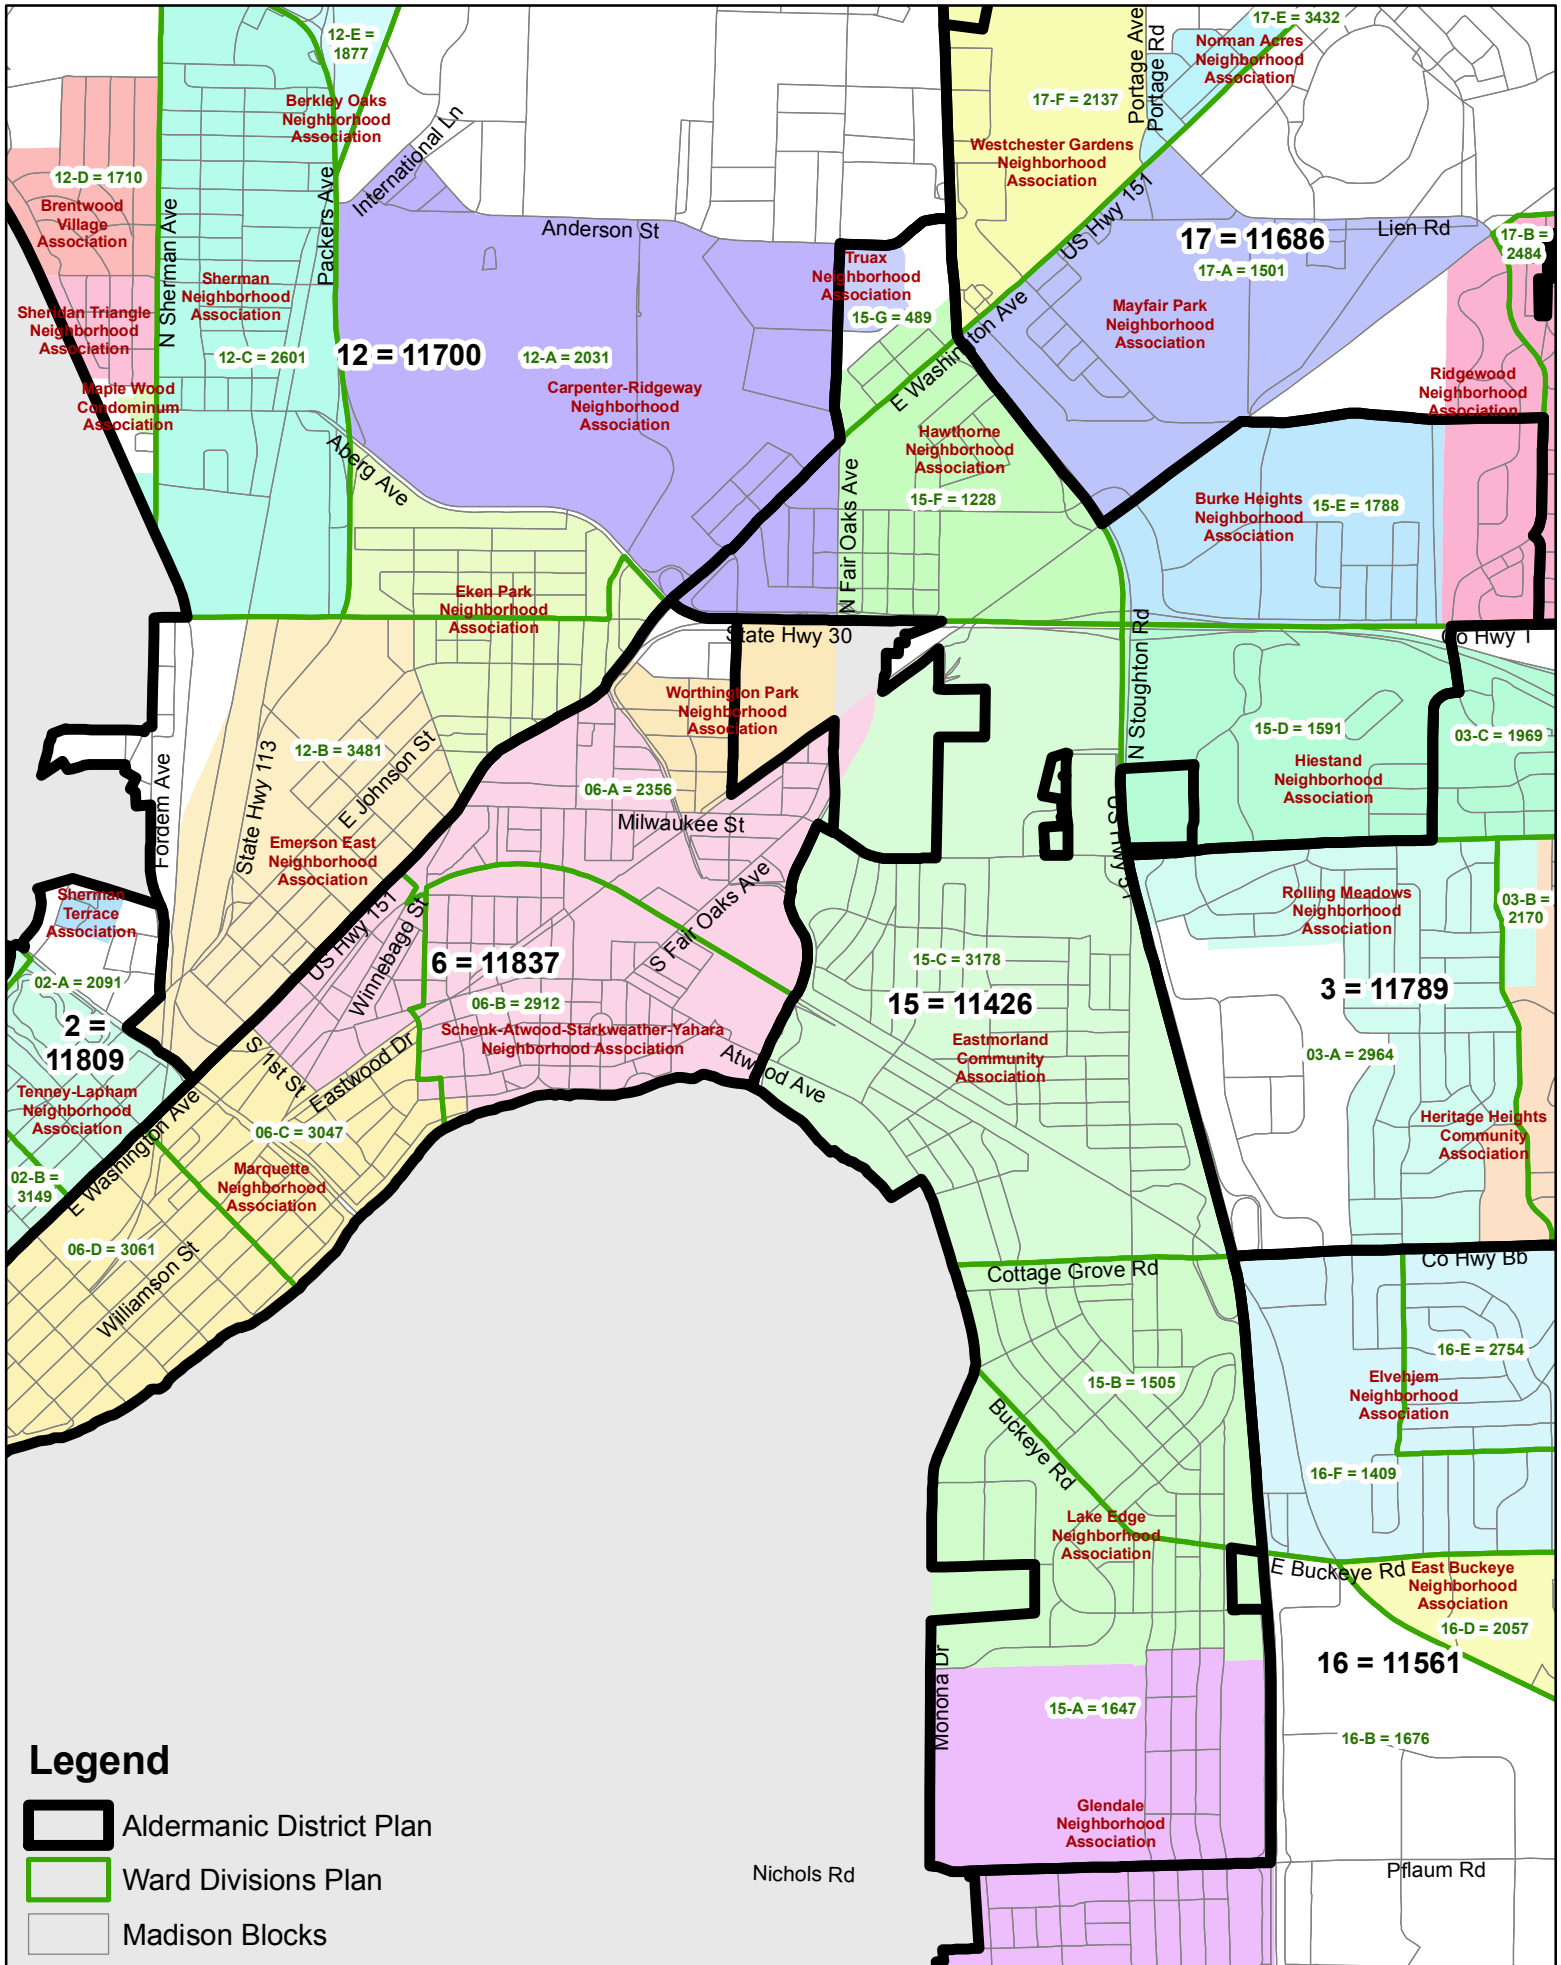 12-E =
1877
17-E = 3432
Norman Acres
Neighborhood
Association
Portage Ave
Portage Rd
17-F = 2137
Berkley Oaks
Neighborhood
Association
International Ln
Westchester Gardens
Neighborhood
Association
12-D = 1710
Brentwood
Village
Association
N Sherman Ave
Packers Ave
Anderson St
US Hwy 151
17 = 11686
17-A = 1501
Lien Rd
17-B =
2484
Truax
Neighborhood
Association
15-G = 489
Sherman
Neighborhood
Association
Sheridan Triangle
Neighborhood
Association
12-C = 2601
12 = 11700
12-A = 2031
E Washington Ave
Mayfair Park
Neighborhood
Association
Maple Wood
Condominum
Association
Carpenter-Ridgeway
Neighborhood
Association
Ridgewood
Neighborhood
Association
Aberg Ave
Hawthorne
Neighborhood
Association
15-F = 1228
N Fair Oaks Ave
Burke Heights
Neighborhood
Association
15-E = 1788
Eken Park
Neighborhood
Association
State Hwy 30
N Stoughton Rd
Co Hwy T
Worthington Park
Neighborhood
Association
12-B = 3481
E Johnson St
State Hwy 113
Fordem Ave
15-D = 1591
03-C = 1969
Hiestand
Neighborhood
Association
06-A = 2356
Milwaukee St
US Hwy 51
Emerson East
Neighborhood
Association
Sherman
Terrace
Association
US Hwy 151
Winnebago St
S Fair Oaks Ave
Rolling Meadows
Neighborhood
Association
03-B =
2170
6 = 11837
06-B = 2912
15-C = 3178
15 = 11426
3 = 11789
02-A = 2091
2 =
11809
Schenk-Atwood-Starkweather-Yahara
Neighborhood Association
Eastmorland
Community
Association
03-A = 2964
S 1st St
Eastwood Dr
Atwood Ave
Tenney-Lapham
Neighborhood
Association
E Washington Ave
06-C = 3047
Heritage Heights
Community
Association
02-B =
3149
Marquette
Neighborhood
Association
06-D = 3061
Williamson St
Cottage Grove Rd
Co Hwy Bb
16-E = 2754
15-B = 1505
Elvehjem
Neighborhood
Association
Buckeye Rd
16-F = 1409
Lake Edge
Neighborhood
Association
E Buckeye Rd
East Buckeye
Neighborhood
Association
16-D = 2057
16 = 11561
Monona Dr
15-A = 1647
16-B = 1676
Glendale
Neighborhood
Association
Nichols Rd
Pflaum Rd
Legend
Aldermanic District Plan
Ward Divisions Plan
Madison Blocks